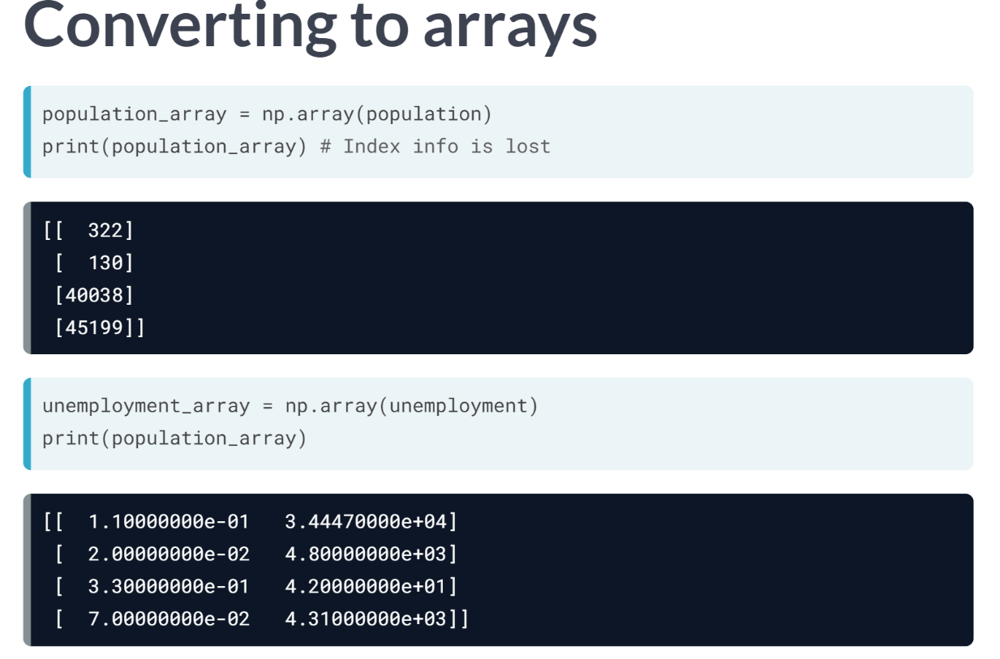 Converting to arrays
population_array = np.array(population)
print(population_array) # Index info is lost
[[  322]
 [  130]
 [40038]
 [45199]]
unemployment_array = np.array(unemployment)
print(population_array)
[[  1.10000000e-01   3.44470000e+04]
 [  2.00000000e-02   4.80000000e+03]
 [  3.30000000e-01   4.20000000e+01]
 [  7.00000000e-02   4.31000000e+03]]